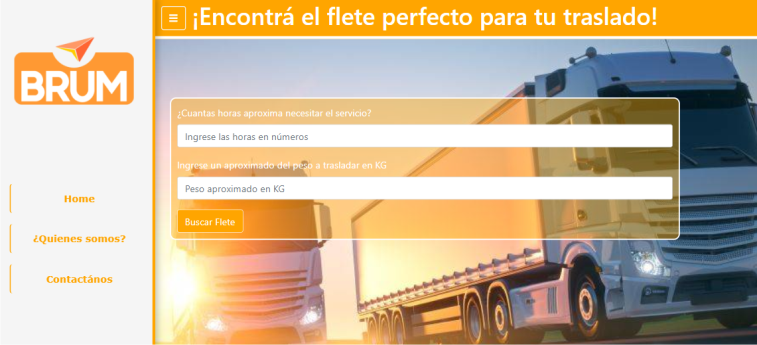 BRUM
Home
¿Quienes somos?
Contactános
¡Encontrá el flete perfecto para tu traslado!
¿Cuantas horas aproxima necesitar el servicio?
Ingrese las horas en números
Ingrese un aproximado del peso a trasladar en KG
Peso aproximado en KG
Buscar Flete